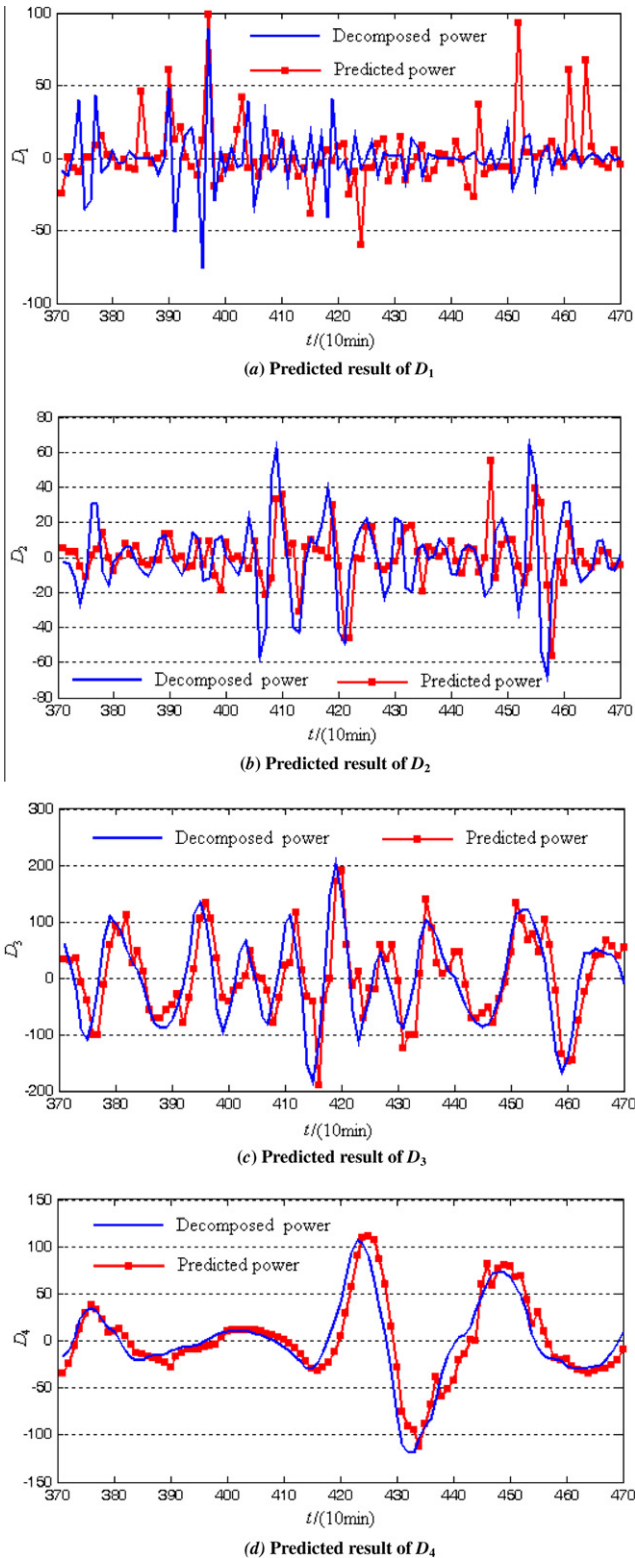 100
Decomposed power
Predicted power
50
D1
0
-50
-100
370 380 390 400 410 420 430 440 450 460 470
t/(10min)
(a) Predicted result of D1
80
60
40
20
D2
0
-20
-40
-60
Decomposed power Predicted power
-80
370 380 390 400 410 420 430 440 450 460 470
t/(10min)
(b) Predicted result of D2
300
Decomposed power Predicted power
200
100
D3
0
-100
-200
370 380 390 400 410 420 430 440 450 460 470
t/(10min)
(c) Predicted result of D3
150
Decomposed power
100
Predicted power
50
D4
0
-50
-100
-150
370 380 390 400 410 420 430 440 450 460 470
t/(10min)
(d) Predicted result of D4